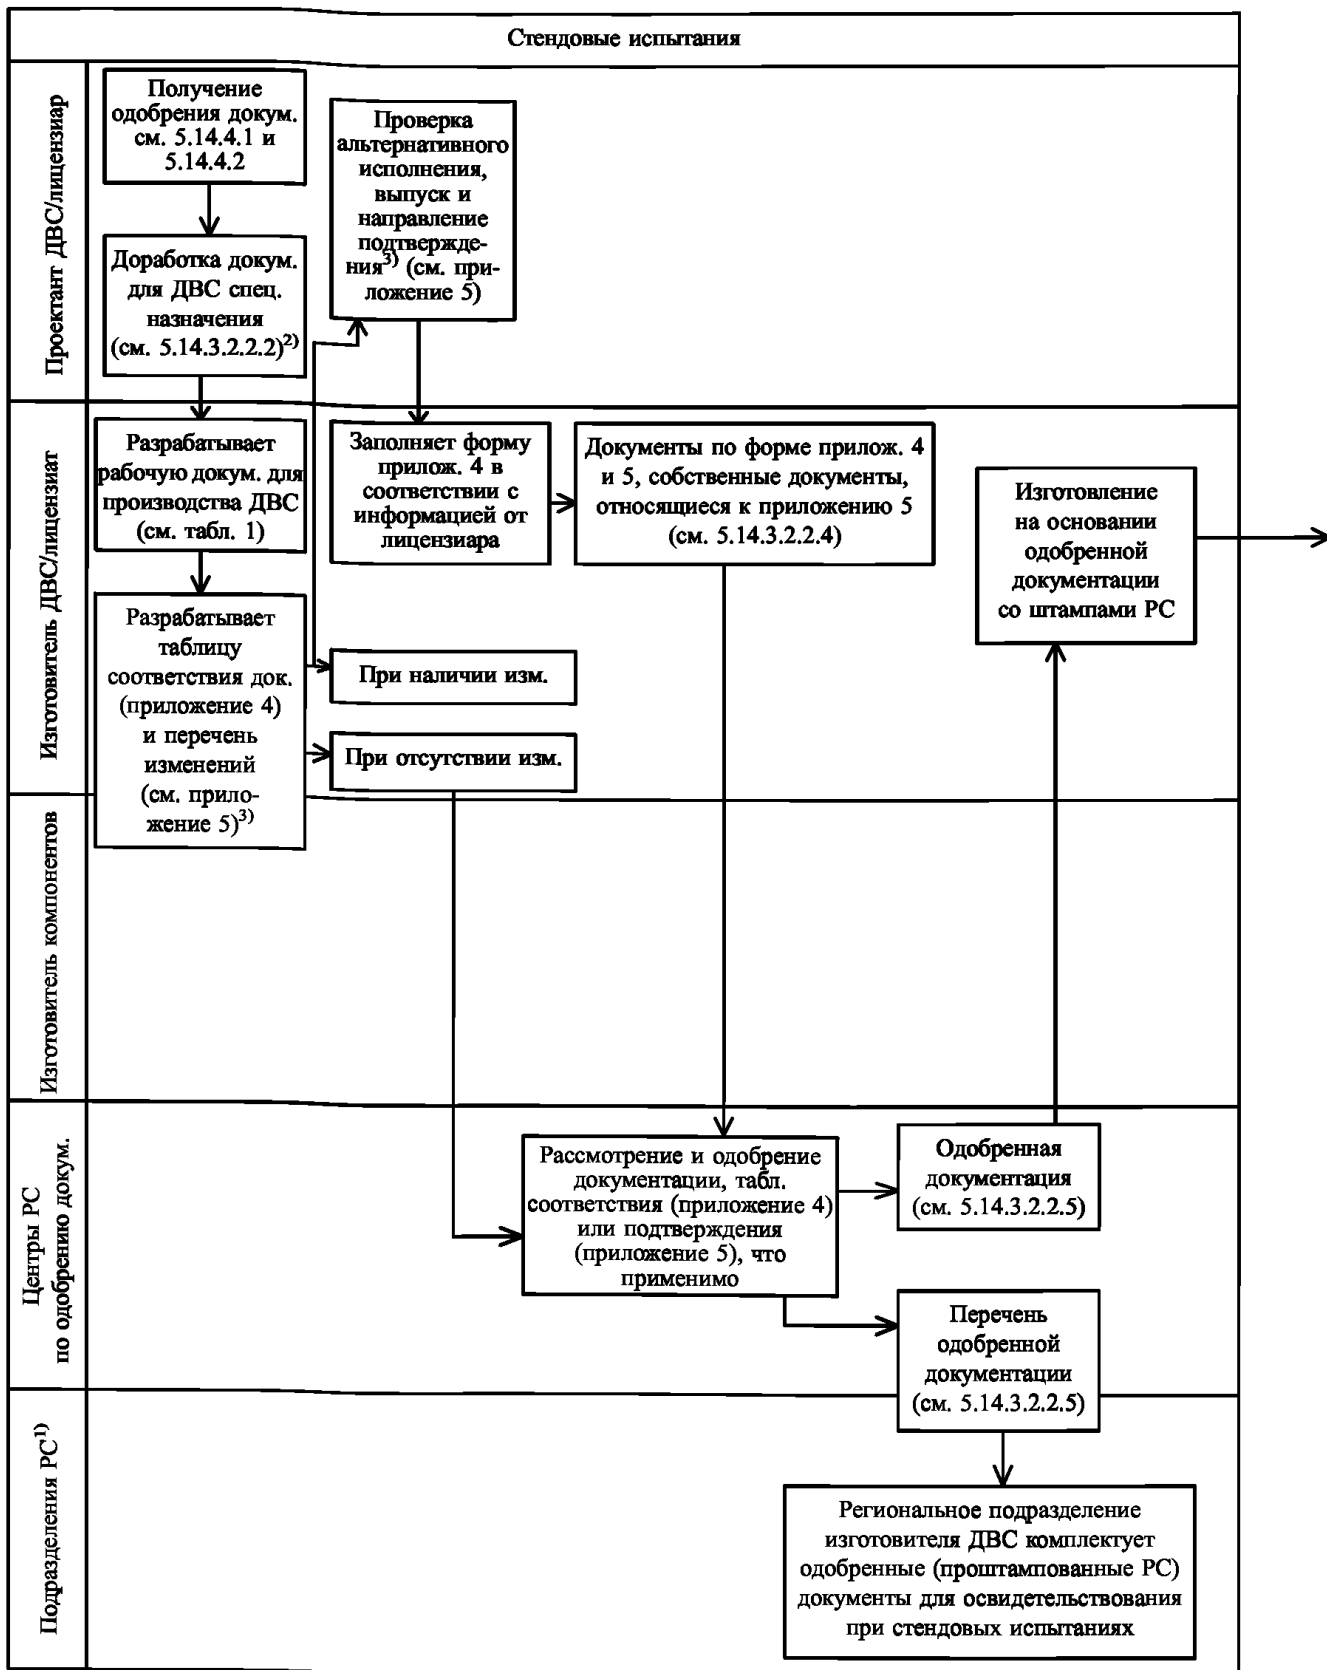 Стендовые испытания
Проектант ДВС/лицензиар
Получение
одобрения докум.
см. 5.14.4.1 и
5.14.4.2
Доработка докум.
для ДВС спец.
назначения
(см. 5.14.3.2.2.2)2)
Проверка
альтернативного
исполнения,
выпуск и
направление
подтвержде-
ния3) (см. при-
ложение 5)
Изготовитель ДВС/лицензиат
Разрабатывает
рабочую докум. для
производства ДВС
(см. табл. 1)
Заполняет форму
прилож. 4 в
соответствии с
информацией от
лицензиара
Документы по форме прилож. 4
и 5, собственные документы,
относящиеся к приложению 5
(см. 5.14.3.2.2.4)
Изготовление
на основании
одобренной
документации
со штампами РС
Разрабатывает
таблицу
соответствия док.
(приложение 4)
и перечень
изменений
(см. прило-
жение 5)3)
При наличии изм.
При отсутствии изм.
Изготовитель компонентов
Центры РС
по одобрению докум.
Рассмотрение и одобрение
документации, табл.
соответствия (приложение 4)
или подтверждения
(приложение 5), что
применимо
Одобренная
документация
(см. 5.14.3.2.2.5)
Перечень
одобренной
документации
(см. 5.14.3.2.2.5)
Подразделения РС1)
Региональное подразделение
изготовителя ДВС комплектует
одобренные (проштампованные РС)
документы для освидетельствования
при стендовых испытаниях